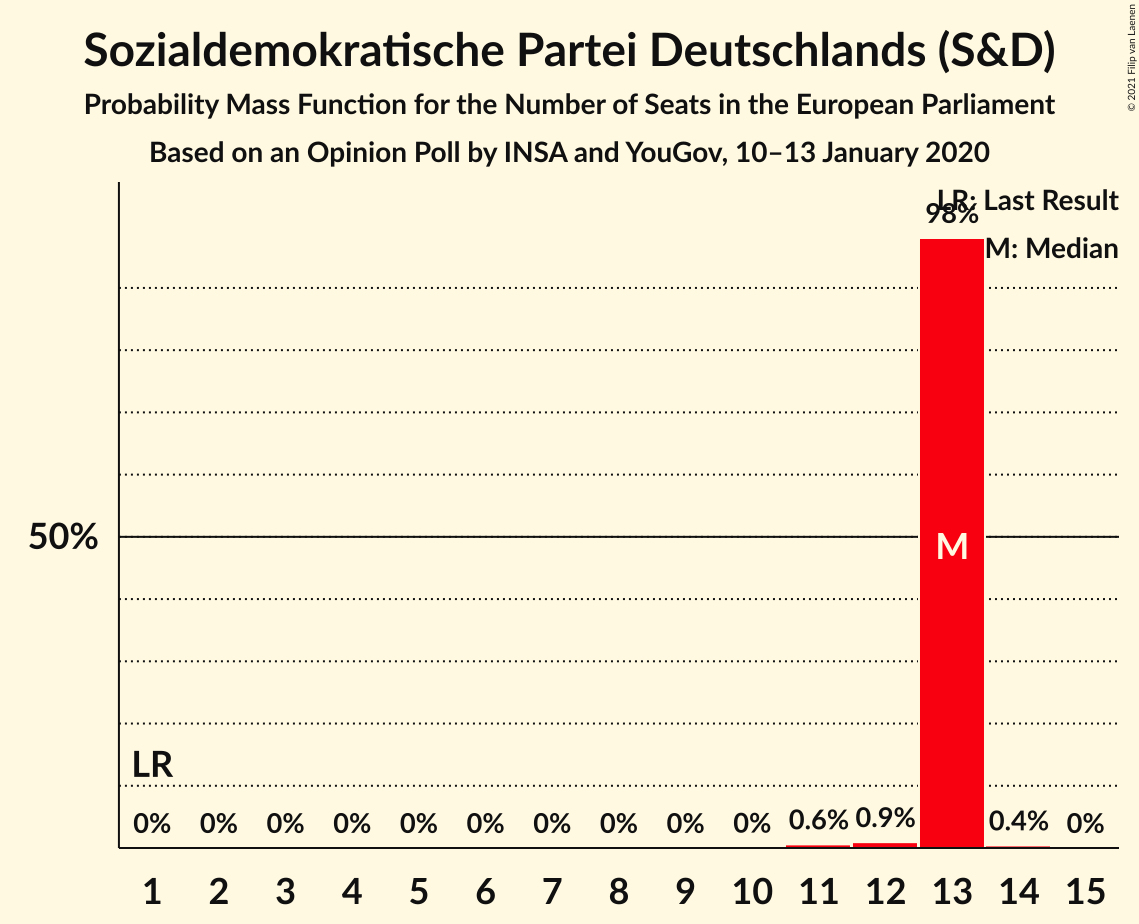 Sozialdemokratische Partei Deutschlands (S&D)
Probability Mass Function for the Number of Seats in the European Parliament
Based on an Opinion Poll by INSA and YouGov, 10–13 January 2020
© 2021 Filip van Laenen
LR: Last Result
98%
M: Median
50%
M
LR
0% 0% 0% 0% 0% 0% 0% 0% 0% 0% 0.6% 0.9% 0.4% 0%
1 2 3 4 5 6 7 8 9 10 11 12 13 14 15